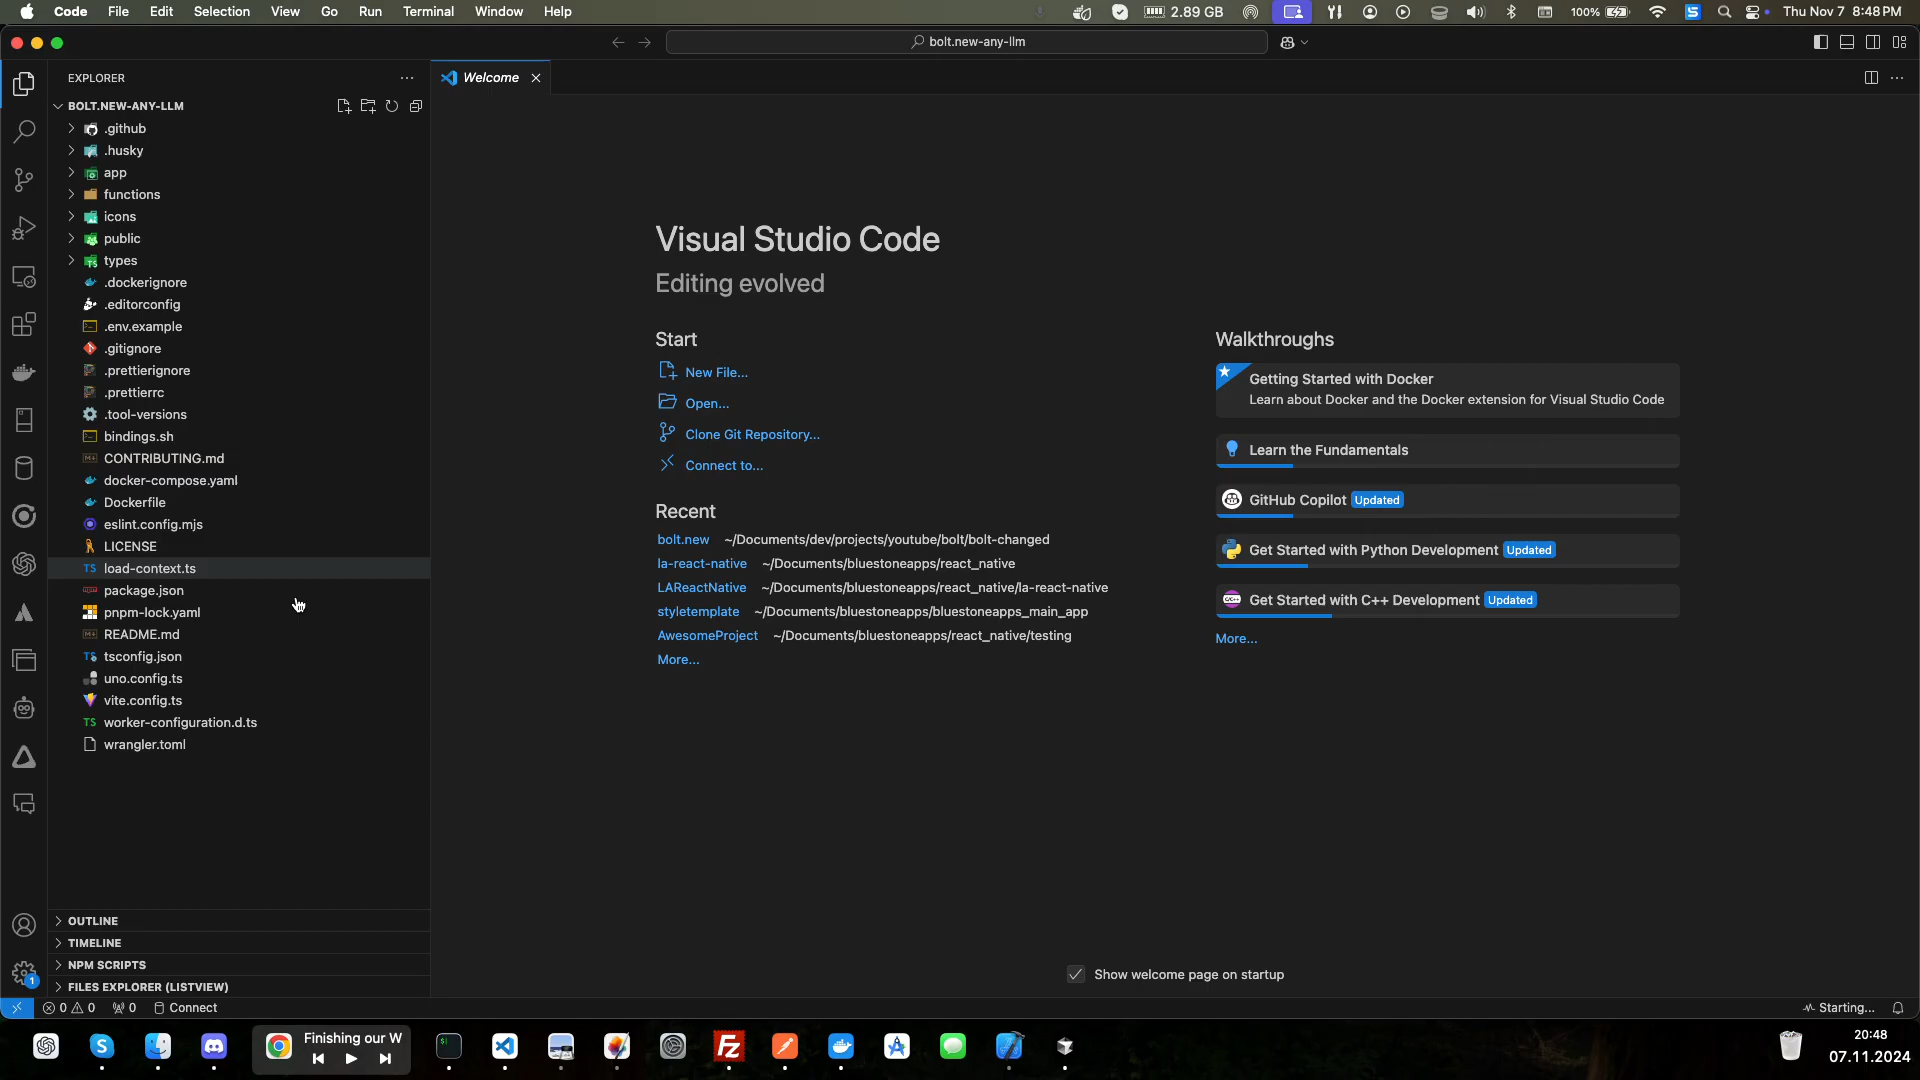 Code File Edit Selection View Go Run Terminal Window Help 2.89 GB 100% Thu Nov 7 8:48 PM
bolt.new-any-llm
EXPLORER
Welcome
BOLT.NEW-ANY-LLM
.github
.husky
app
functions
icons
public
types
.dockerignore
.editorconfig
.env.example
.gitignore
.prettierignore
.prettierrc
.tool-versions
bindings.sh
CONTRIBUTING.md
docker-compose.yaml
Dockerfile
eslint.config.mjs
LICENSE
TS load-context.ts
package.json
pnpm-lock.yaml
README.md
TS tsconfig.json
uno.config.ts
vite.config.ts
TS worker-configuration.d.ts
wrangler.toml
OUTLINE
TIMELINE
NPM SCRIPTS
FILES EXPLORER (LISTVIEW)
Visual Studio Code
Editing evolved
Start
New File...
Open...
Clone Git Repository...
Connect to...
Recent
bolt.new ~/Documents/dev/projects/youtube/bolt/bolt-changed
la-react-native ~/Documents/bluestoneapps/react_native
LAReactNative ~/Documents/bluestoneapps/react_native/la-react-native
styletemplate ~/Documents/bluestoneapps/bluestoneapps_main_app
AwesomeProject ~/Documents/bluestoneapps/react_native/testing
More...
Walkthroughs
Getting Started with Docker
Learn about Docker and the Docker extension for Visual Studio Code
Learn the Fundamentals
GitHub Copilot Updated
Get Started with Python Development Updated
Get Started with C++ Development Updated
More...
Show welcome page on startup
1
0 0 0 Connect
Starting...
Finishing our W
Fz
20:48
07.11.2024